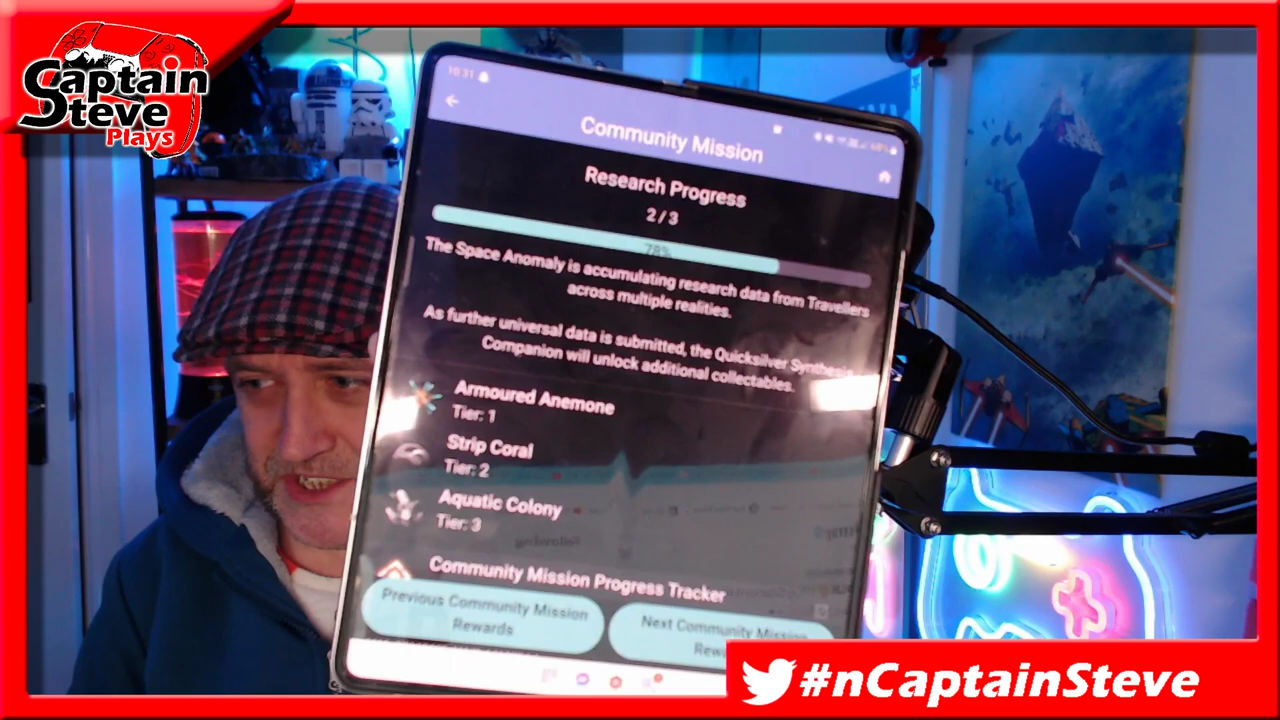 Captain
Steve
Plays
10:31
Community Mission
Research Progress
2 / 3
78%
The Space Anomaly is accumulating research data from Travellers
across multiple realities.
As further universal data is submitted, the Quicksilver Synthesis
Companion will unlock additional collectables.
Armoured Anemone
Tier: 1
Strip Coral
Tier: 2
Aquatic Colony
Tier: 3
Community Mission Progress Tracker
Previous Community Mission
Rewards
Next Community Mission
#nCaptainSteve